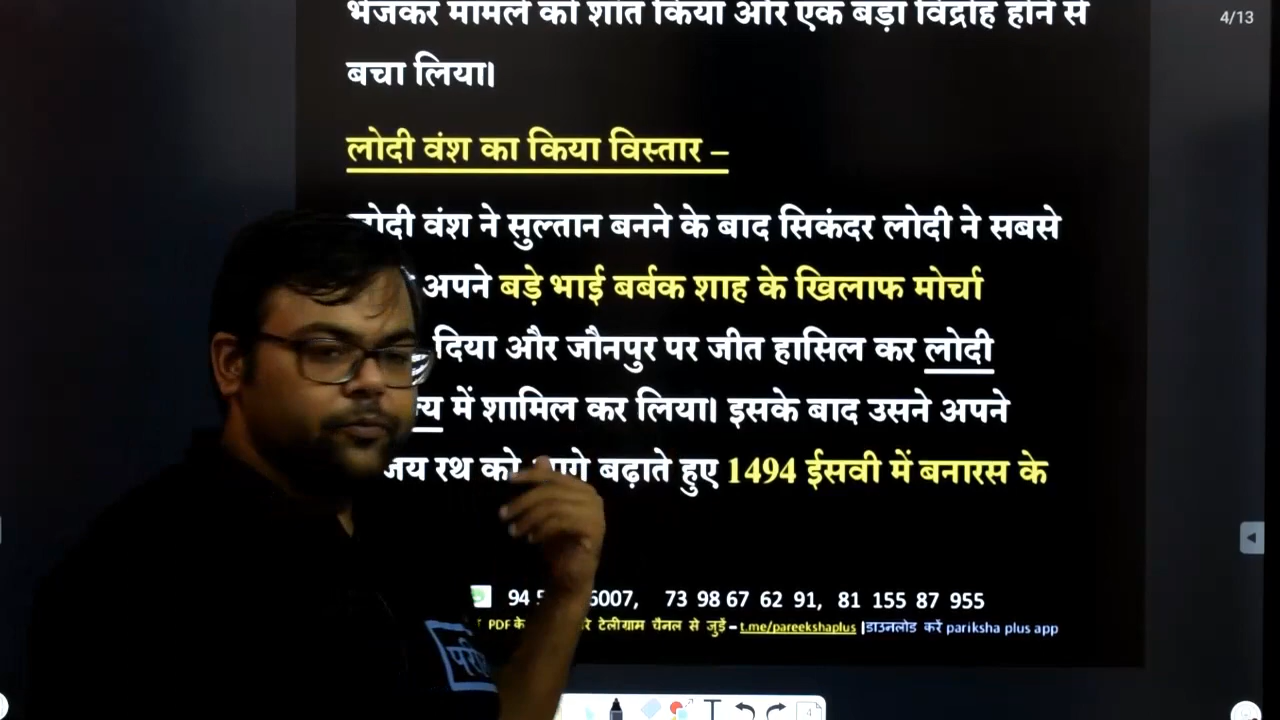 भेजकर मामले को शांत किया और एक बड़ा विद्रोह होने से
4/13
बचा लिया।
लोदी वंश का किया विस्तार –
लोदी वंश ने सुल्तान बनने के बाद सिकंदर लोदी ने सबसे
अपने बड़े भाई बर्बक शाह के खिलाफ मोर्चा
दिया और जौनपुर पर जीत हासिल कर लोदी
में शामिल कर लिया। इसके बाद उसने अपने
रथ को आगे बढ़ाते हुए 1494 ईसवी में बनारस के
94 6007, 73 98 67 62 91, 81 155 87 955
PDF के टेलीग्राम चैनल से जुड़ें – t.me/pareekshaplus |डाउनलोड करें pariksha plus app